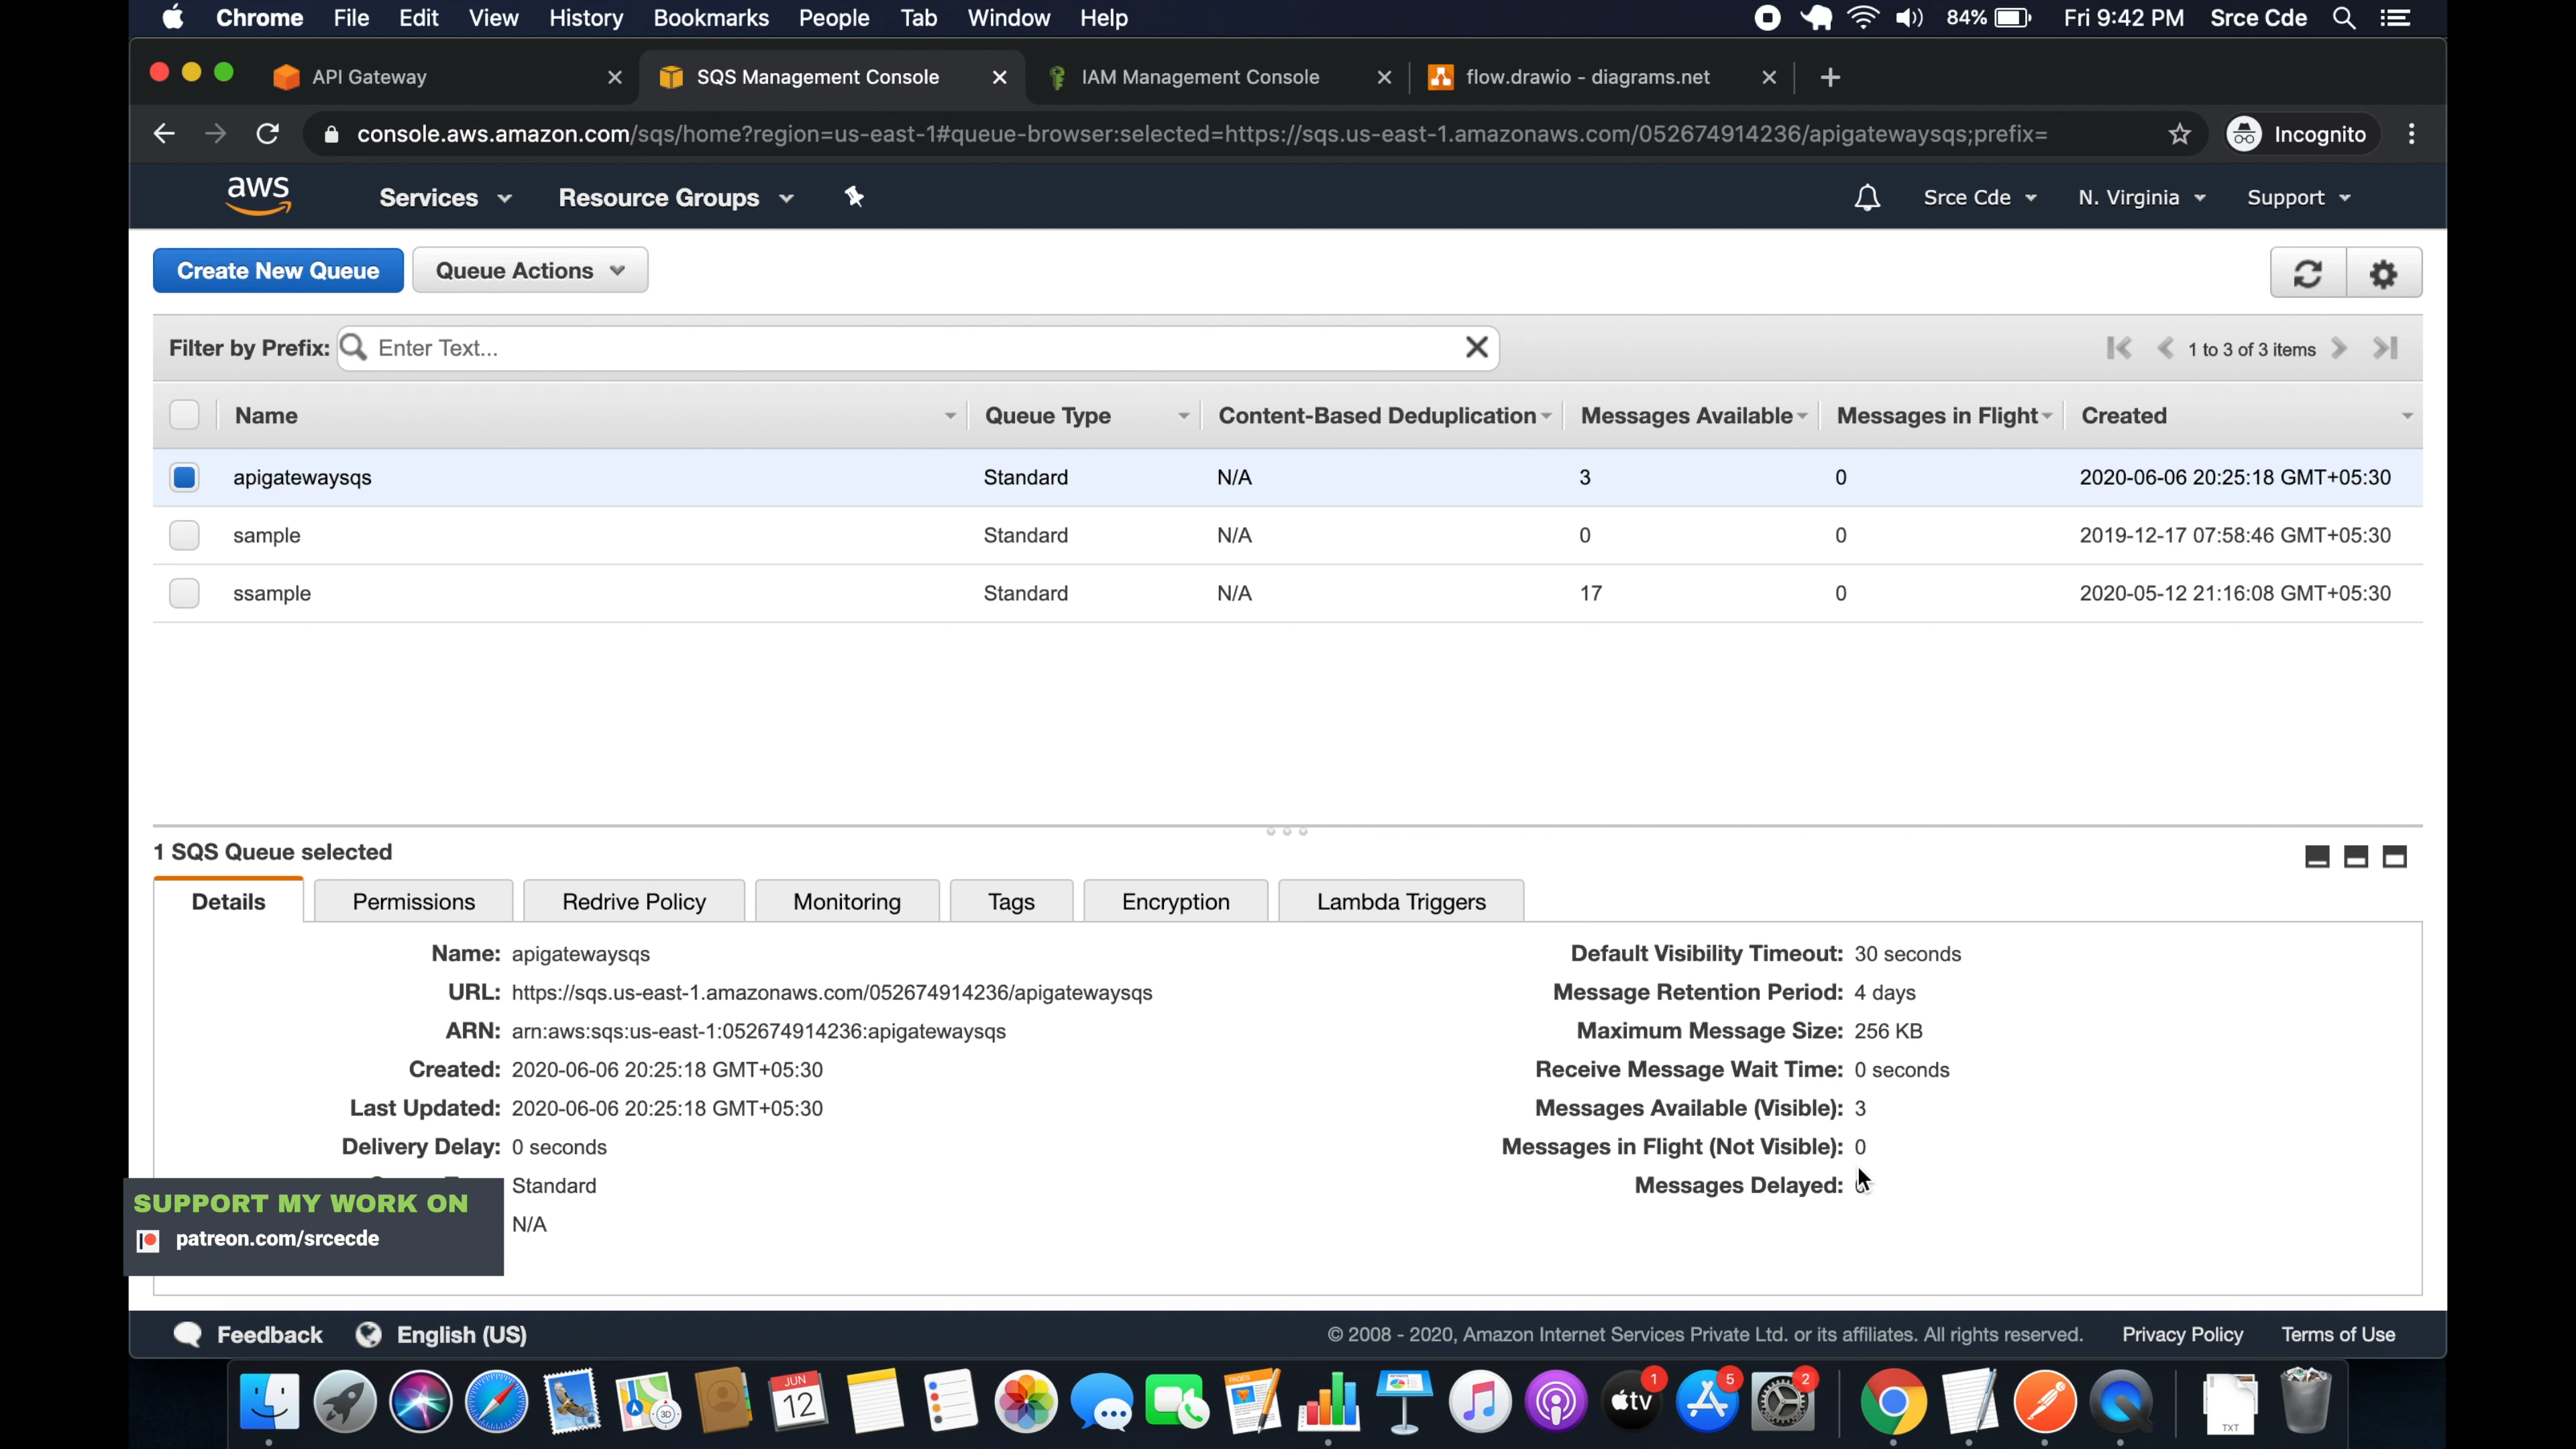 Chrome File Edit View History Bookmarks People Tab Window Help 84% Fri 9:42 PM Srce Cde
API Gateway SQS Management Console IAM Management Console flow.drawio - diagrams.net
console.aws.amazon.com/sqs/home?region=us-east-1#queue-browser:selected=https://sqs.us-east-1.amazonaws.com/052674914236/apigatewaysqs;prefix= Incognito
aws Services Resource Groups Srce Cde N. Virginia Support
Create New Queue Queue Actions
Filter by Prefix: Enter Text... 1 to 3 of 3 items
Name Queue Type Content-Based Deduplication Messages Available Messages in Flight Created
apigatewaysqs Standard N/A 3 0 2020-06-06 20:25:18 GMT+05:30
sample Standard N/A 0 0 2019-12-17 07:58:46 GMT+05:30
ssample Standard N/A 17 0 2020-05-12 21:16:08 GMT+05:30
1 SQS Queue selected
Details Permissions Redrive Policy Monitoring Tags Encryption Lambda Triggers
Name: apigatewaysqs Default Visibility Timeout: 30 seconds
URL: https://sqs.us-east-1.amazonaws.com/052674914236/apigatewaysqs Message Retention Period: 4 days
ARN: arn:aws:sqs:us-east-1:052674914236:apigatewaysqs Maximum Message Size: 256 KB
Created: 2020-06-06 20:25:18 GMT+05:30 Receive Message Wait Time: 0 seconds
Last Updated: 2020-06-06 20:25:18 GMT+05:30 Messages Available (Visible): 3
Delivery Delay: 0 seconds Messages in Flight (Not Visible): 0
Standard Messages Delayed:
N/A
SUPPORT MY WORK ON
patreon.com/srcecde
Feedback English (US) © 2008 - 2020, Amazon Internet Services Private Ltd. or its affiliates. All rights reserved. Privacy Policy Terms of Use
JUN
12
3D
PAGES
tv
1
5
2
TXT